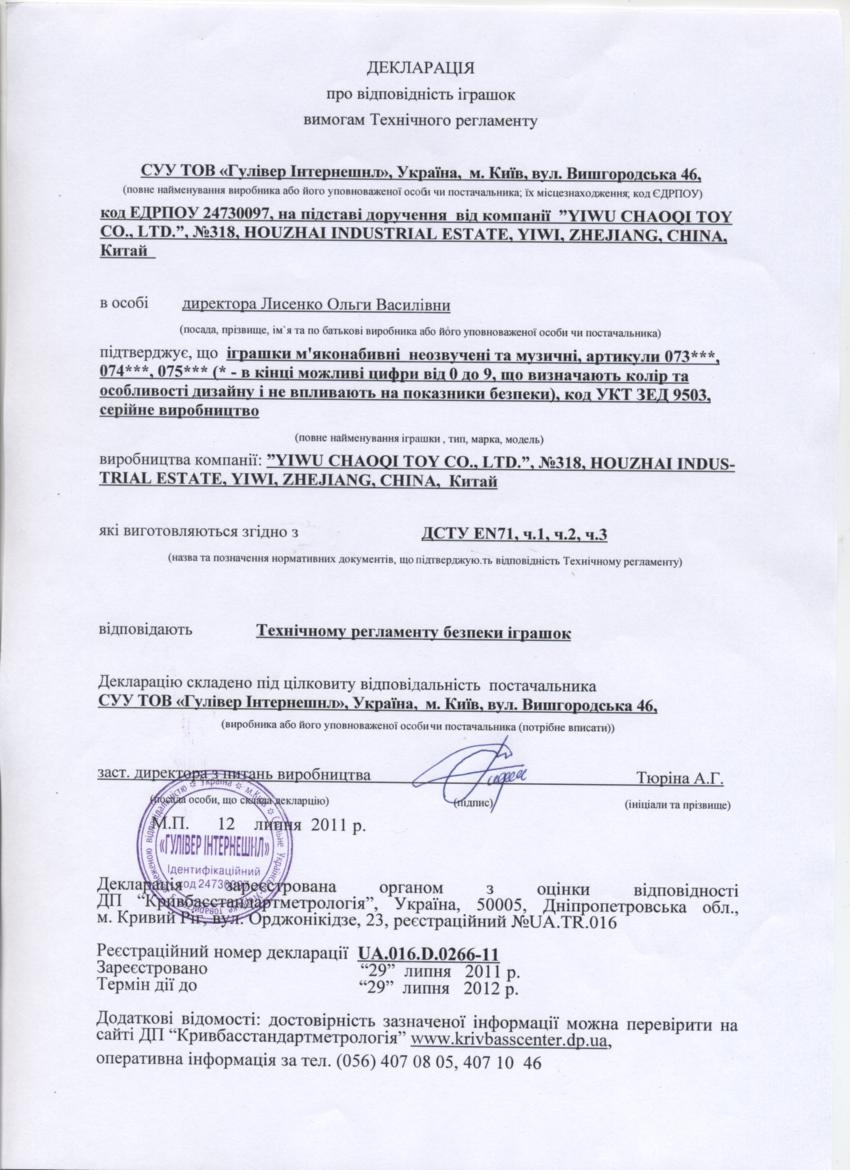 ДЕКЛАРАЦІЯ
про відповідність іграшок
вимогам Технічного регламенту
СУУ ТОВ «Гулівер Інтернешнл», Україна, м. Київ, вул. Вишгородська 46,
(повне найменування виробника або його уповноваженої особи чи постачальника; їх місцезнаходження; код ЄДРПОУ)
код ЕДРПОУ 24730097, на підставі доручення від компанії ”YIWU CHAOQI TOY
CO., LTD.”, №318, HOUZHAI INDUSTRIAL ESTATE, YIWI, ZHEJIANG, CHINA,
Китай
в особі директора Лисенко Ольги Василівни
(посада, прізвище, ім`я та по батькові виробника або його уповноваженої особи чи постачальника)
підтверджує, що іграшки м'яконабивні неозвучені та музичні, артикули 073***,
074***, 075*** (* - в кінці можливі цифри від 0 до 9, що визначають колір та
особливості дизайну і не впливають на показники безпеки), код УКТ ЗЕД 9503,
серійне виробництво
(повне найменування іграшки , тип, марка, модель)
виробництва компанії: ”YIWU CHAOQI TOY CO., LTD.”, №318, HOUZHAI INDUS-
TRIAL ESTATE, YIWI, ZHEJIANG, CHINA, Китай
які виготовляються згідно з ДСТУ EN71, ч.1, ч.2, ч.3
(назва та позначення нормативних документів, що підтверджую.ть відповідність Технічному регламенту)
відповідають Технічному регламенту безпеки іграшок
Декларацію складено під цілковиту відповідальність постачальника
СУУ ТОВ «Гулівер Інтернешнл», Україна, м. Київ, вул. Вишгородська 46,
(виробника або його уповноваженої особи чи постачальника (потрібне вписати))
заст. директора з питань виробництва Тюріна А.Г.
(посада особи, що склада декларцію) (підпис) (ініціали та прізвище)
М.П. 12 липня 2011 р.
«ГУЛІВЕР ІНТЕРНЕШНЛ»
Ідентифікаційний
код 2473
Декларація зареєстрована органом з оцінки відповідності
ДП “Кривбасстандартметрологія”, Україна, 50005, Дніпропетровська обл.,
м. Кривий Ріг, вул. Орджонікідзе, 23, реєстраційний №UA.TR.016
Реєстраційний номер декларації UA.016.D.0266-11
Зареєстровано “29” липня 2011 р.
Термін дії до “29” липня 2012 р.
Додаткові відомості: достовірність зазначеної інформації можна перевірити на
сайті ДП “Кривбасстандартметрологія” www.krivbasscenter.dp.ua,
оперативна інформація за тел. (056) 407 08 05, 407 10 46